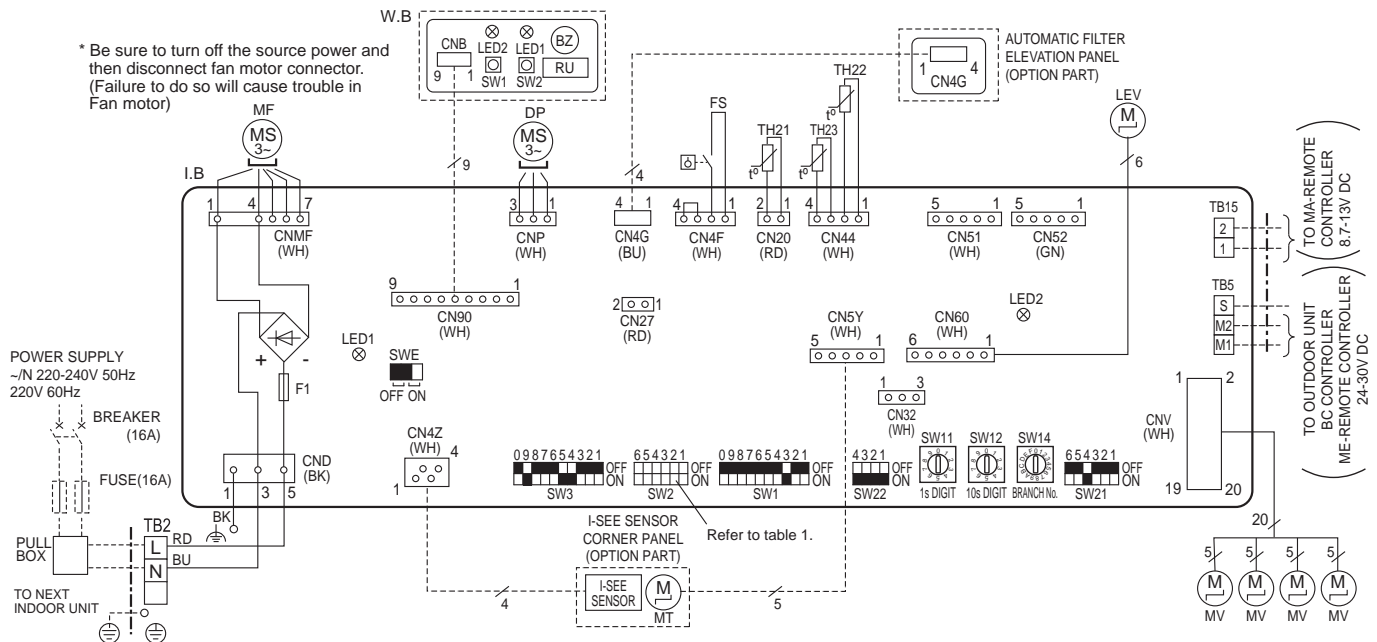 * Be sure to turn off the source power and
then disconnect fan motor connector.
(Failure to do so will cause trouble in
Fan motor)
W.B
CNB
9 1
LED2
LED1
BZ
SW1
SW2
RU
9
AUTOMATIC FILTER
ELEVATION PANEL
(OPTION PART)
1 4
CN4G
4
MF
MS
3~
DP
MS
3~
FS
TH21
t°
TH23
t°
TH22
t°
LEV
M
6
I.B
1 4 7
CNMF
(WH)
3 1
CNP
(WH)
4 1
CN4G
(BU)
4 1
CN4F
(WH)
2 1
CN20
(RD)
4 1
CN44
(WH)
5 1
CN51
(WH)
5 1
CN52
(GN)
TB15
2
1
TO MA-REMOTE
CONTROLLER
8.7-13V DC
TB5
S
M2
M1
TO OUTDOOR UNIT
BC CONTROLLER
ME-REMOTE CONTROLLER
24-30V DC
9 1
CN90
(WH)
2 1
CN27
(RD)
LED1
SWE
OFF ON
LED2
CN5Y
(WH)
5 1
CN60
(WH)
6 1
1 3
CN32
(WH)
1 2
CNV
(WH)
19 20
+ -
F1
POWER SUPPLY
~/N 220-240V 50Hz
220V 60Hz
BREAKER
(16A)
FUSE(16A)
PULL
BOX
TO NEXT
INDOOR UNIT
CND
(BK)
1 3 5
BK
TB2
L
N
RD
BU
CN4Z
(WH)
4
1
0987654321
OFF
ON
SW3
654321
OFF
ON
SW2
0987654321
OFF
ON
SW1
4321
OFF
ON
SW22
SW11
1s DIGIT
SW12
10s DIGIT
SW14
BRANCH No.
654321
OFF
ON
SW21
Refer to table 1.
I-SEE SENSOR
CORNER PANEL
(OPTION PART)
I-SEE
SENSOR
M
MT
4
5
20
5 5 5 5
M M M M
MV MV MV MV